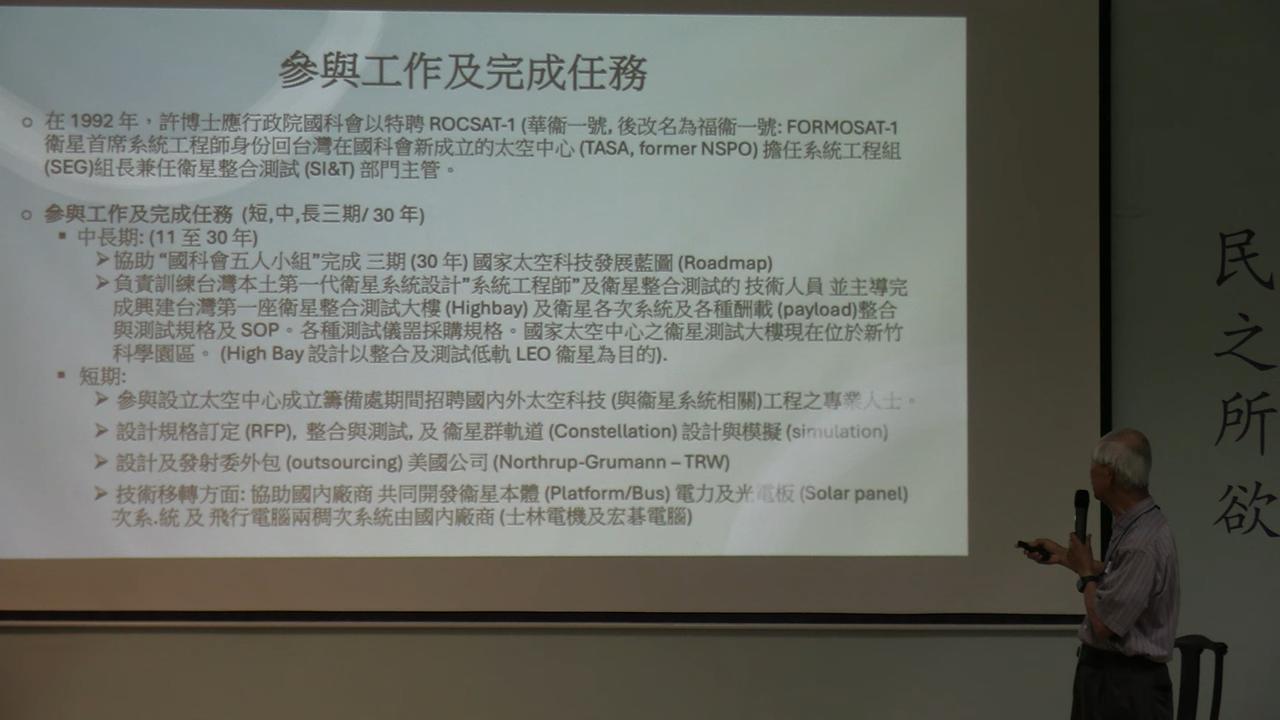 參與工作及完成任務
○ 在 1992 年，許博士應行政院國科會以特聘 ROCSAT-1 (華衞一號, 後改名為福衞一號: FORMOSAT-1
衛星首席系統工程師身份回台灣在國科會新成立的太空中心 (TASA, former NSPO) 擔任系統工程組
(SEG)組長兼任衛星整合測試 (SI&T) 部門主管。
○ 參與工作及完成任務 (短,中,長三期/ 30 年)
▪ 中長期: (11 至 30 年)
➤協助 “國科會五人小組”完成 三期 (30 年) 國家太空科技發展藍圖 (Roadmap)
➤負責訓練台灣本土第一代衛星系統設計”系統工程師”及衛星整合測試的 技術人員 並主導完
成興建台灣第一座衛星整合測試大樓 (Highbay) 及衛星各次系統及各種酬載 (payload)整合
與測試規格及 SOP。各種測試儀器採購規格。國家太空中心之衞星測試大樓現在位於新竹
科學園區。 (High Bay 設計以整合及測試低軌 LEO 衞星為目的).
▪ 短期:
➤ 參與設立太空中心成立籌備處期間招聘國內外太空科技 (與衞星系統相關)工程之專業人士。
➤ 設計規格訂定 (RFP), 整合與測試, 及 衞星群軌道 (Constellation) 設計與模擬 (simulation)
➤ 設計及發射委外包 (outsourcing) 美國公司 (Northrup-Grumann – TRW)
➤ 技術移轉方面: 協助國內廠商 共同開發衞星本體 (Platform/Bus) 電力及光電板 (Solar panel)
次系.統 及 飛行電腦兩稠次系統由國內廠商 (士林電機及宏碁電腦)
民之所欲